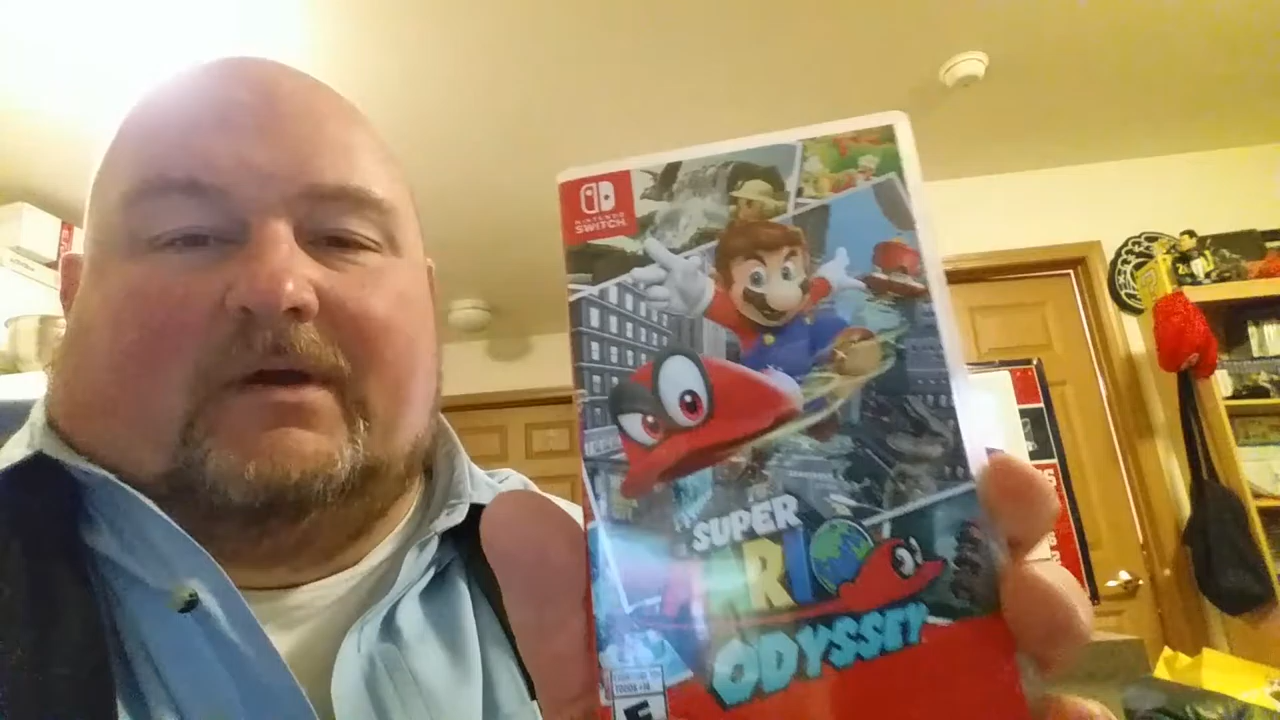 NINTENDO
SWITCH
SUPER
MARIO
ODYSSEY
E